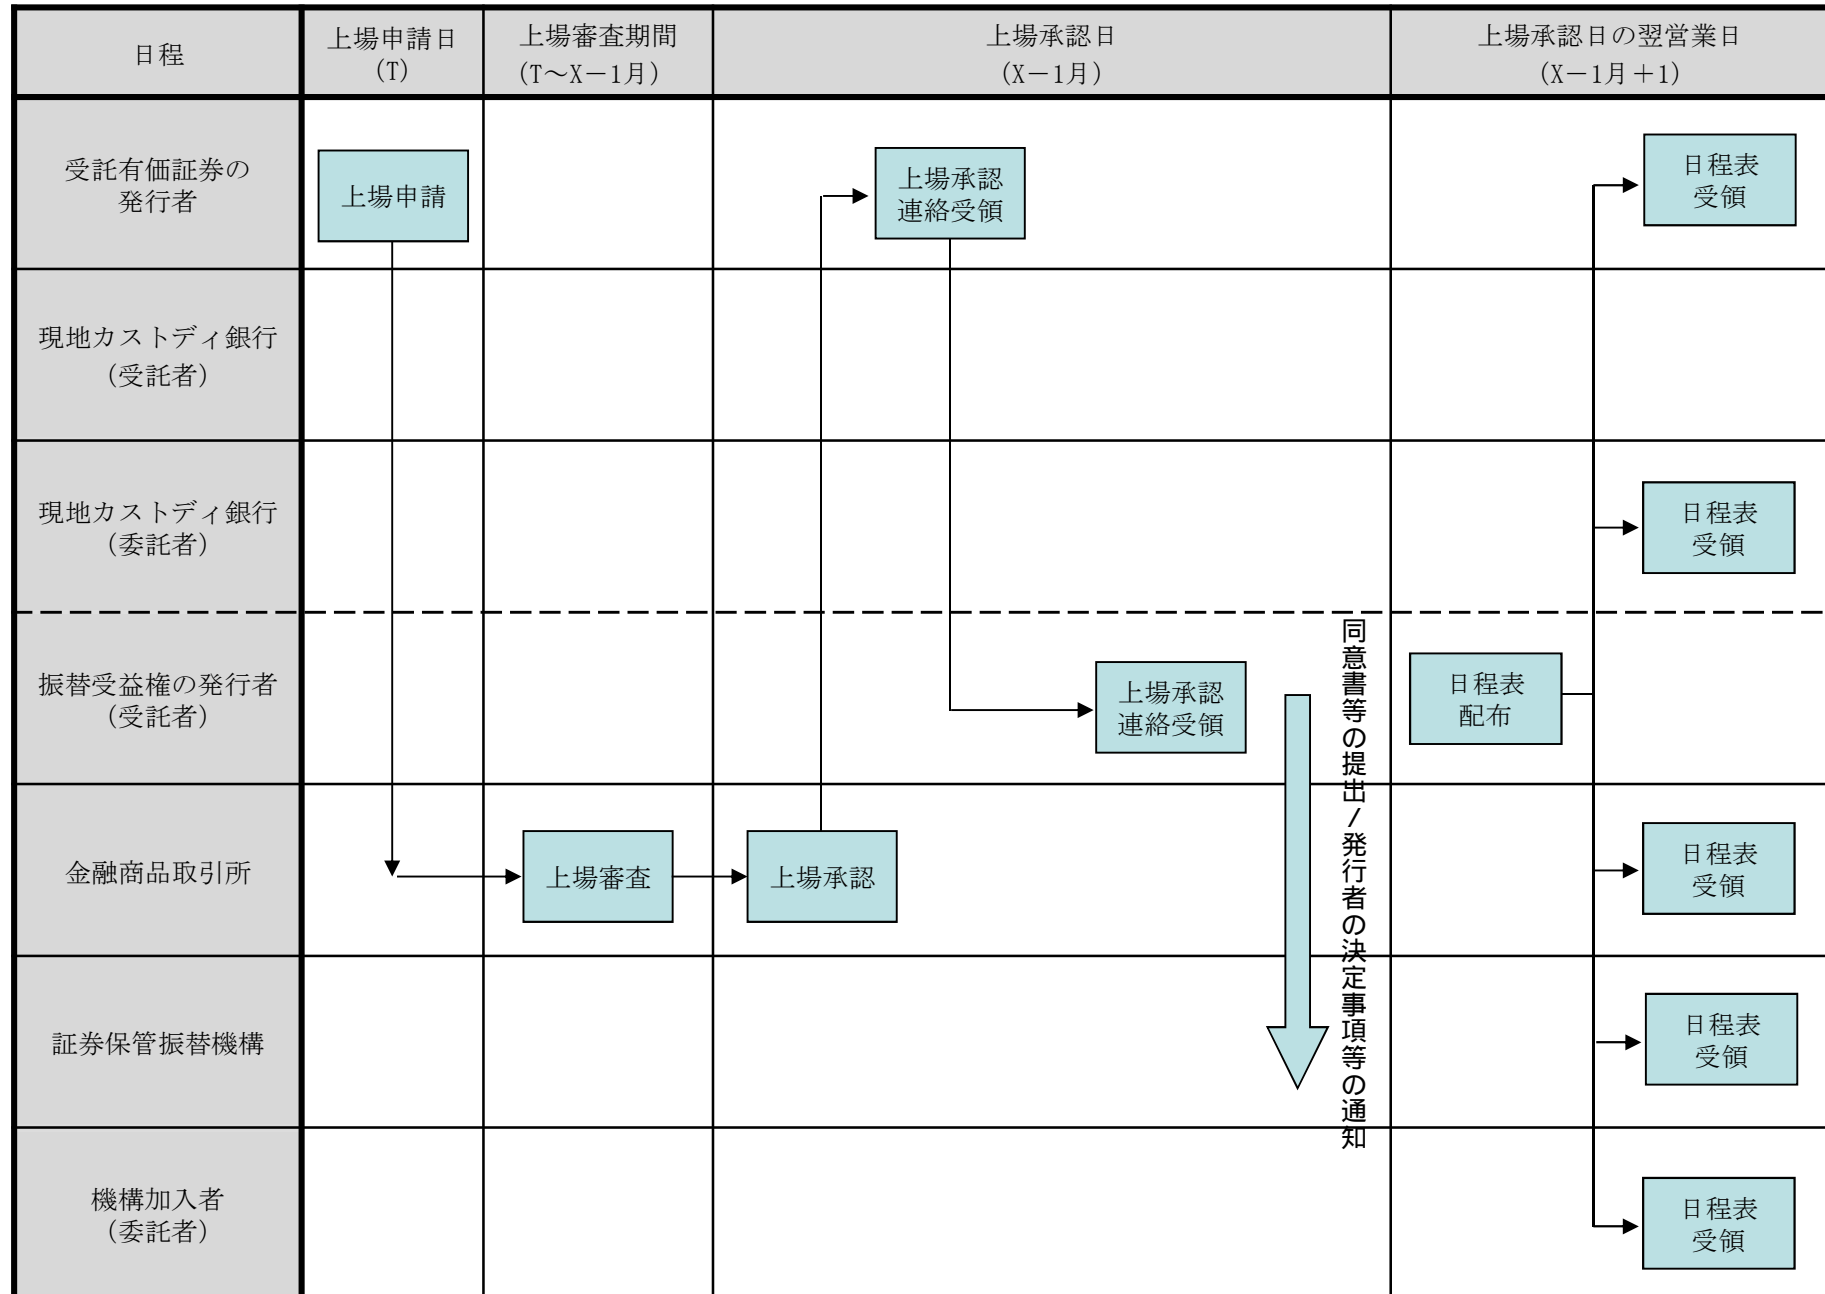 日程
上場申請日
(T)
上場審査期間
(T～X－1月)
上場承認日
(X－1月)
上場承認日の翌営業日
(X－1月＋1)
受託有価証券の
発行者
上場申請
上場承認
連絡受領
日程表
受領
現地カストディ銀行
(受託者)
現地カストディ銀行
(委託者)
日程表
受領
振替受益権の発行者
(受託者)
上場承認
連絡受領
同意書等の提出/発行者の決定事項等の通知
日程表
配布
金融商品取引所
上場審査
上場承認
日程表
受領
証券保管振替機構
日程表
受領
機構加入者
(委託者)
日程表
受領